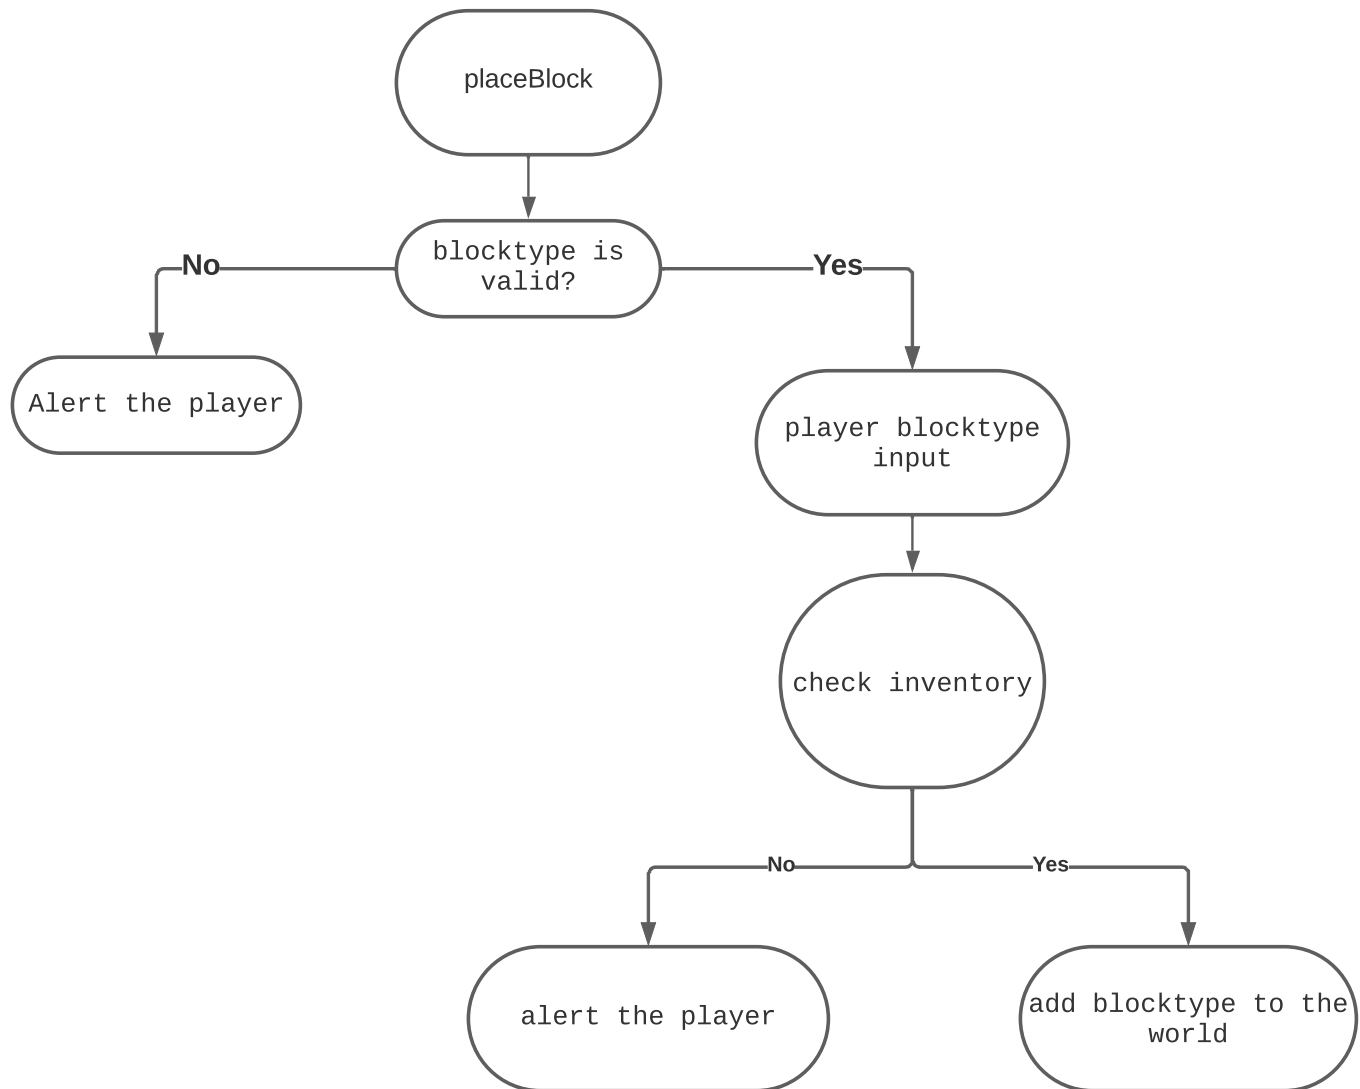 placeBlock
blocktype is
valid?
No
Yes
Alert the player
player blocktype
input
check inventory
No
Yes
alert the player
add blocktype to the
world